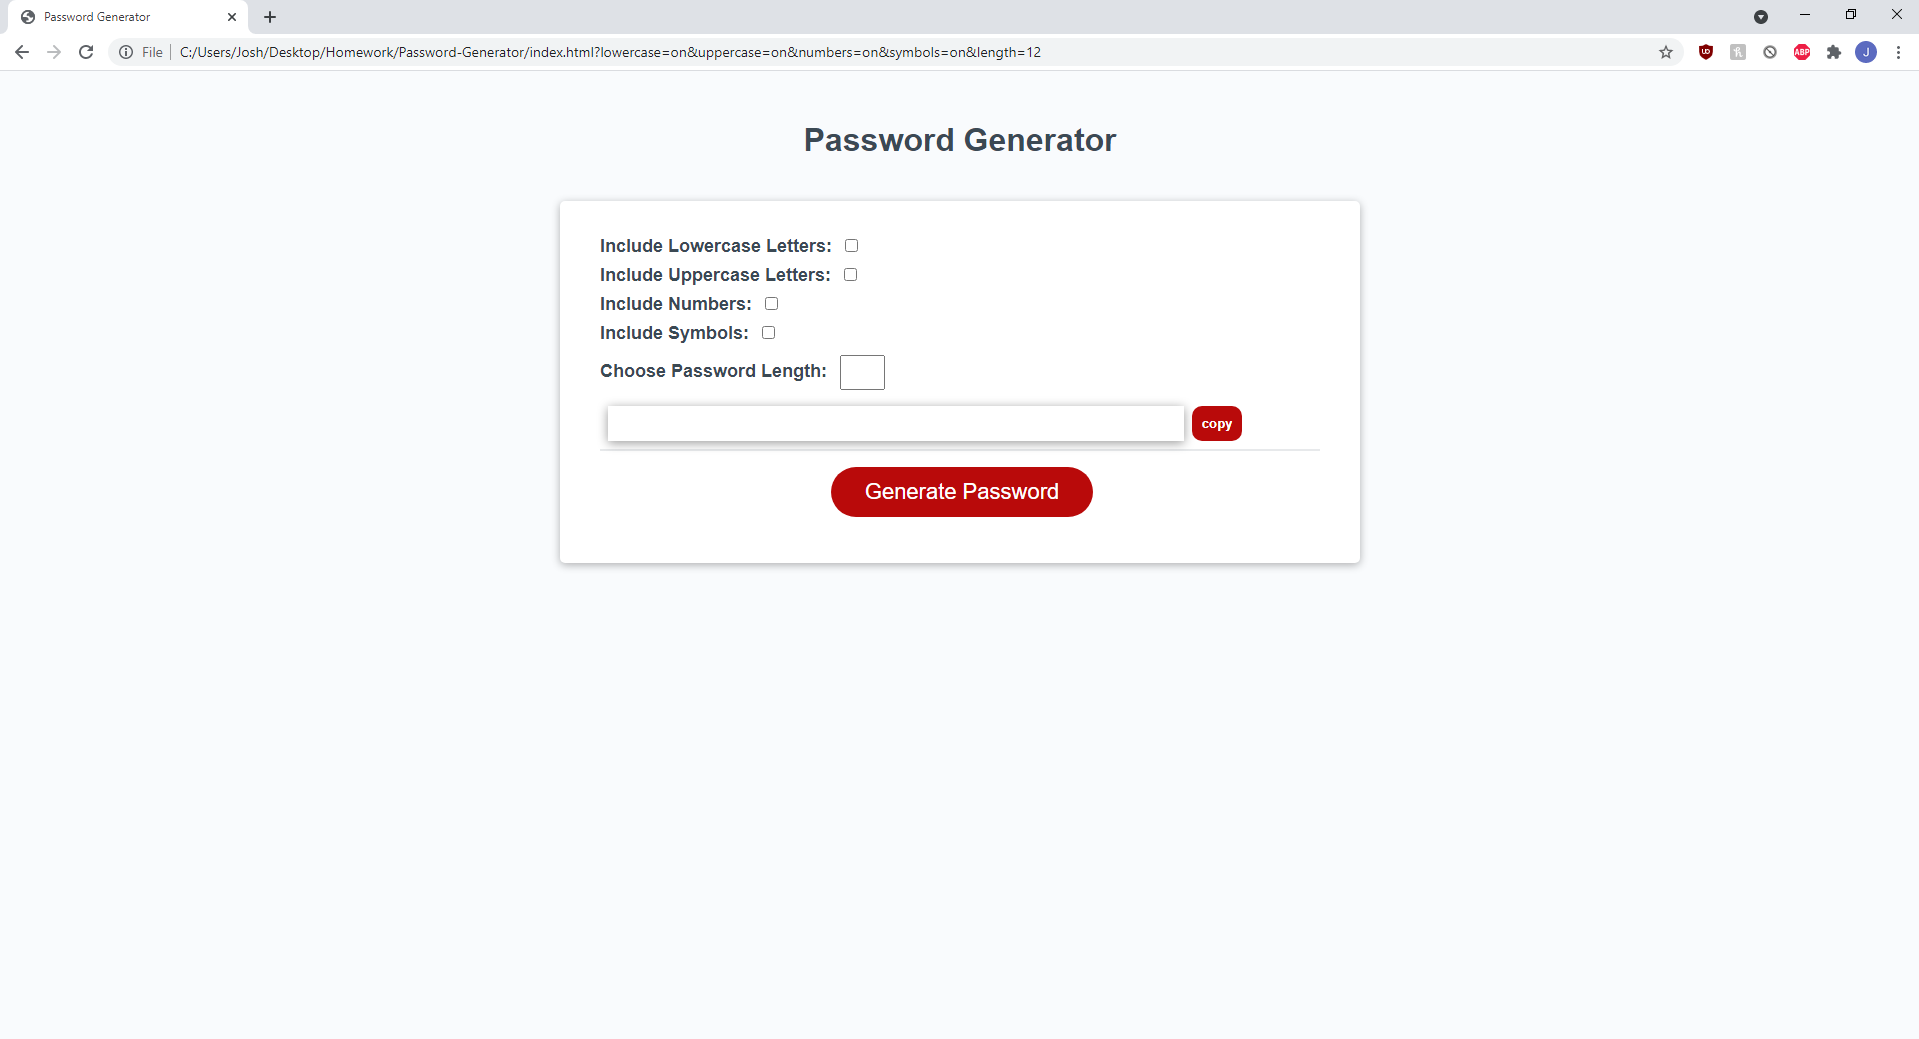 Password Generator
File
C:/Users/Josh/Desktop/Homework/Password-Generator/index.html?lowercase=on&uppercase=on&numbers=on&symbols=on&length=12
ABP
J
Password Generator
Include Lowercase Letters:
Include Uppercase Letters:
Include Numbers:
Include Symbols:
Choose Password Length:
copy
Generate Password